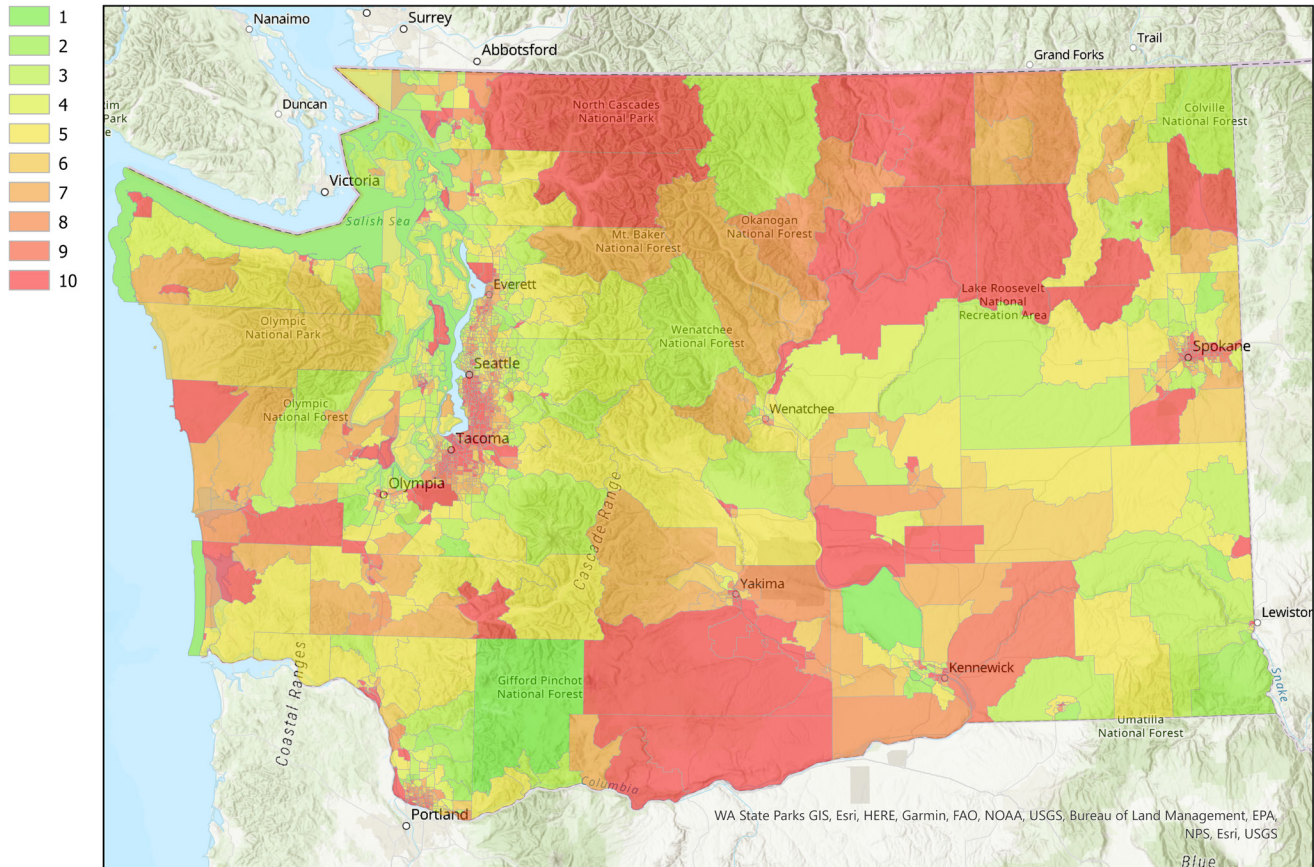 1
2
3
4
5
6
7
8
9
10
Nanaimo
Surrey
Abbotsford
Trail
Grand Forks
Duncan
Park
e
Victoria
Salish Sea
North Cascades
National Park
Colville
National Forest
Mt. Baker
National Forest
Okanogan
National Forest
Everett
Lake Roosevelt
National
Recreation Area
Olympic
National Park
Wenatchee
National Forest
Seattle
Spokane
Olympic
National Forest
Wenatchee
Tacoma
Olympia
Cascade Range
Yakima
Lewiston
Kennewick
Coastal Ranges
Gifford Pinchot
National Forest
Snake
Umatilla
National Forest
Columbia
Portland
WA State Parks GIS, Esri, HERE, Garmin, FAO, NOAA, USGS, Bureau of Land Management, EPA,
NPS, Esri, USGS
Blue